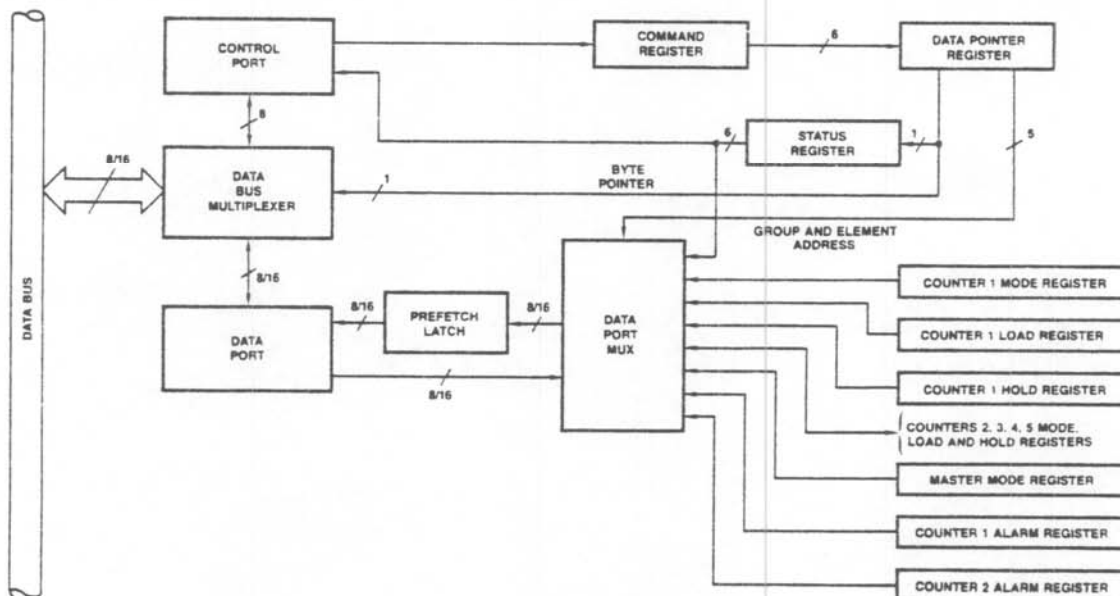 CONTROL
PORT
COMMAND
REGISTER
6
DATA POINTER
REGISTER
8
6
STATUS
REGISTER
1
5
8/16
DATA
BUS
MULTIPLEXER
BYTE
POINTER
1
GROUP AND ELEMENT
ADDRESS
DATA BUS
8/16
DATA
PORT
8/16
PREFETCH
LATCH
8/16
8/16
DATA
PORT
MUX
COUNTER 1 MODE REGISTER
COUNTER 1 LOAD REGISTER
COUNTER 1 HOLD REGISTER
COUNTERS 2, 3, 4, 5 MODE,
LOAD AND HOLD REGISTERS
MASTER MODE REGISTER
COUNTER 1 ALARM REGISTER
COUNTER 2 ALARM REGISTER